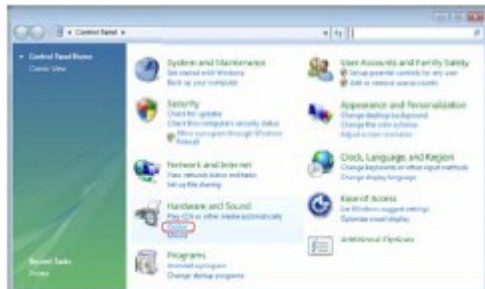 Control Panel
Control Panel Home
Classic View
System and Maintenance
Get started with Windows
Back up your computer
Security
Check for updates
Check this computer's security status
Allow a program through Windows
Firewall
Network and Internet
View network status and tasks
Set up file sharing
Hardware and Sound
Play CDs or other media automatically
Printer
Mouse
Programs
Uninstall a program
Change startup programs
User Accounts and Family Safety
Set up parental controls for any user
Add or remove user accounts
Appearance and Personalization
Change desktop background
Change the color scheme
Adjust screen resolution
Clock, Language, and Region
Change keyboards or other input methods
Change display language
Ease of Access
Let Windows suggest settings
Optimize visual display
Additional Options
Recent Tasks
Printer